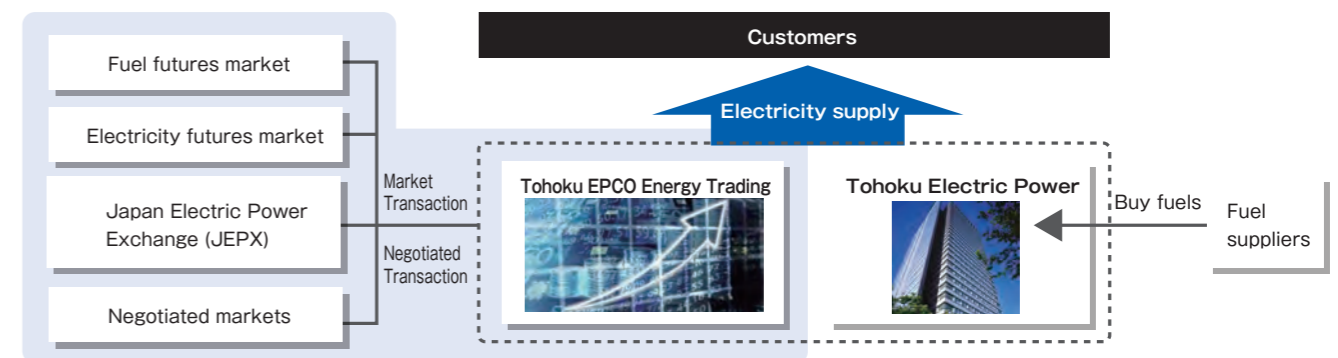 Customers
Fuel futures market
Electricity futures market
Japan Electric Power
Exchange (JEPX)
Negotiated markets
Market
Transaction
Negotiated
Transaction
Electricity supply
Tohoku EPCO Energy Trading
Tohoku Electric Power
Buy fuels
Fuel
suppliers